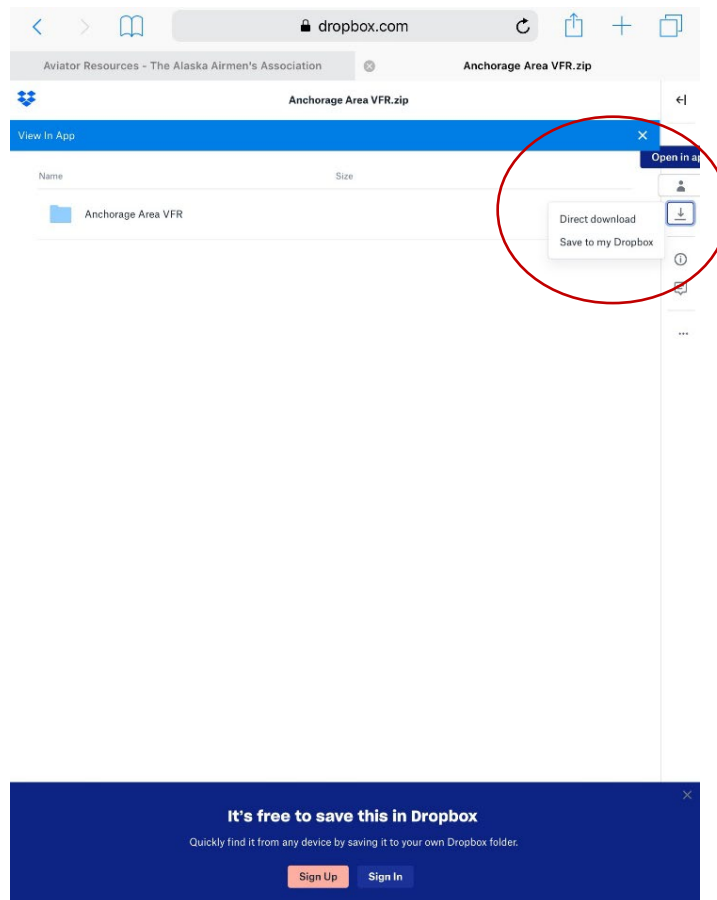 dropbox.com
Aviator Resources - The Alaska Airmen's Association
Anchorage Area VFR.zip
Anchorage Area VFR.zip
View In App
Open in a
Name
Size
Anchorage Area VFR
Direct download
Save to my Dropbox
It's free to save this in Dropbox
Quickly find it from any device by saving it to your own Dropbox folder.
Sign Up
Sign In